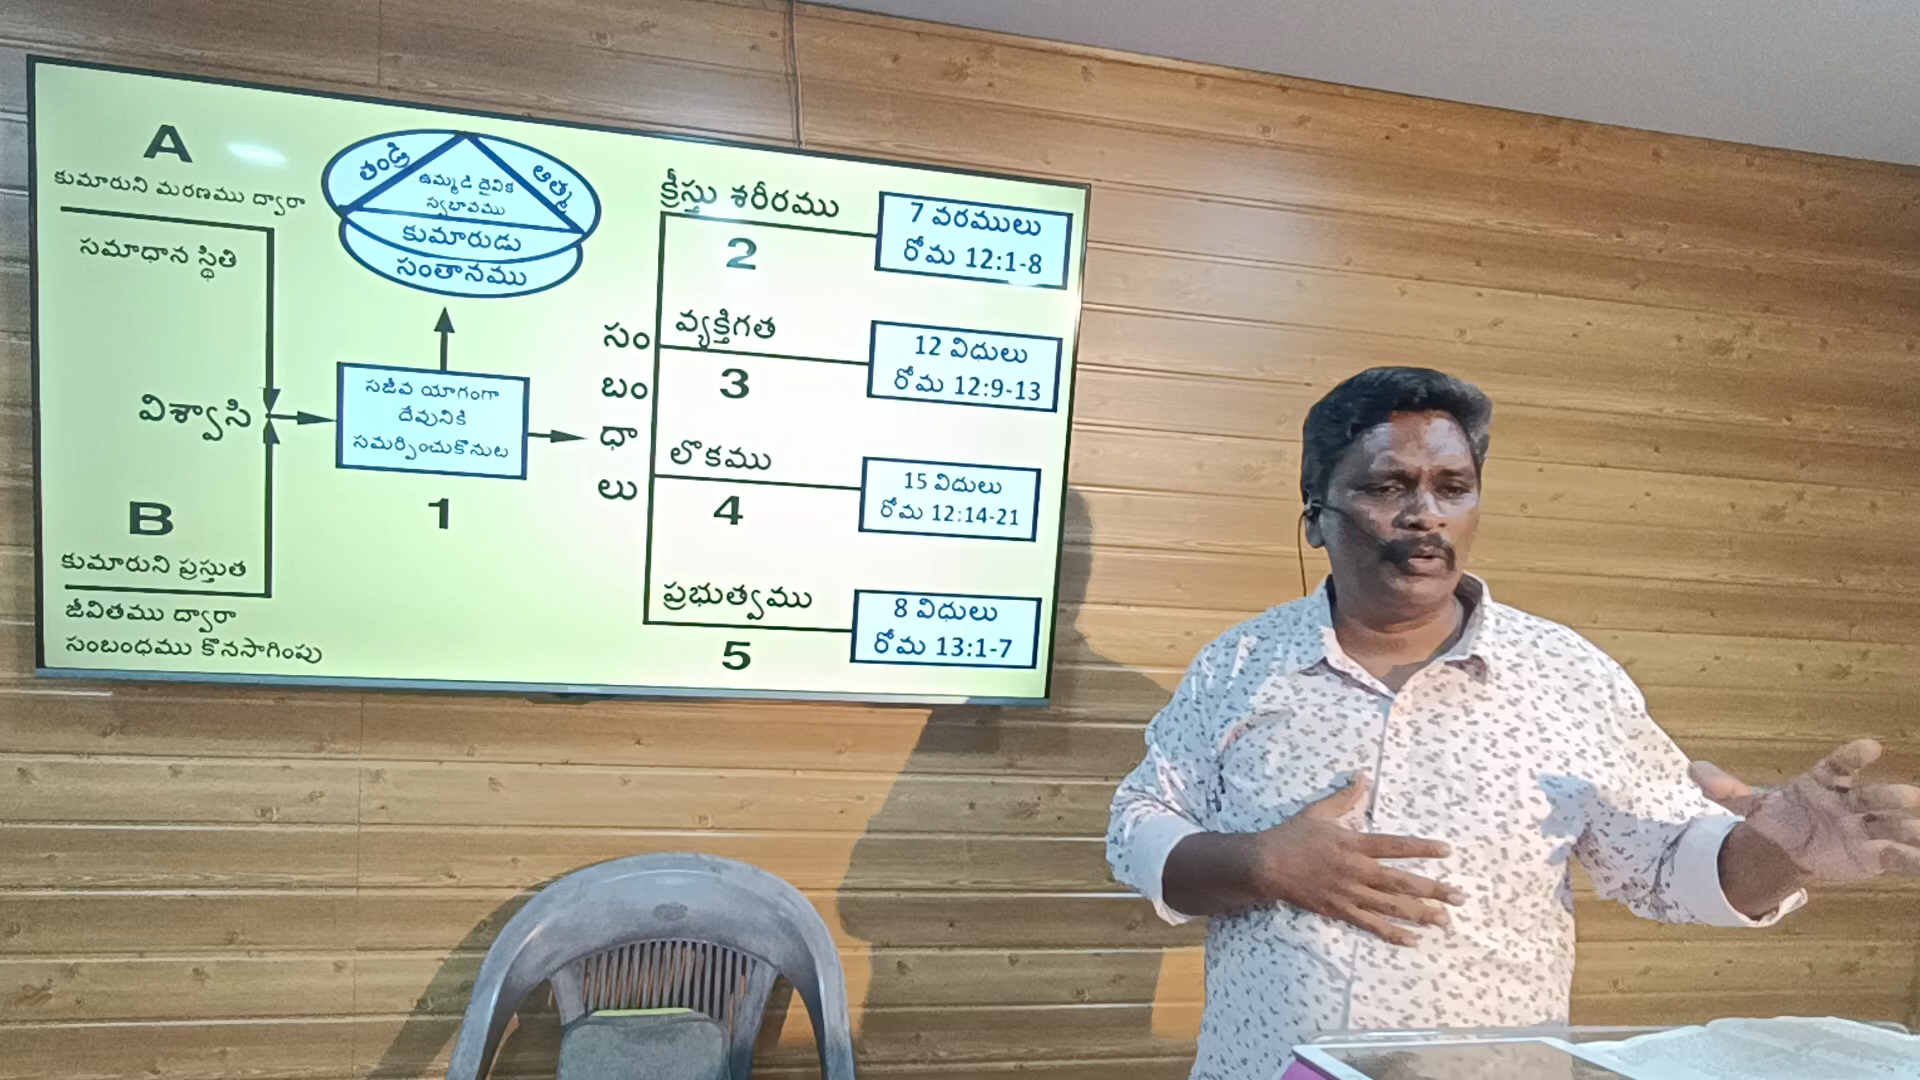 A
కుమారుని మరణము ద్వారా
సమాధాన స్థితి
విశ్వాసి
B
కుమారుని ప్రస్తుత
జీవితము ద్వారా
సంబంధము కొనసాగింపు
తండ్రి
ఆత్మ
ఉమ్మడి దైవిక
స్వభావము
కుమారుడు
సంతానము
సజీవ యాగంగా
దేవునికి
సమర్పించుకొనుట
1
సం
బం
ధా
లు
క్రీస్తు శరీరము
2
7 వరములు
రోమ 12:1-8
వ్యక్తిగత
3
12 విధులు
రోమ 12:9-13
లొకము
4
15 విధులు
రోమ 12:14-21
ప్రభుత్వము
5
8 విధులు
రోమ 13:1-7